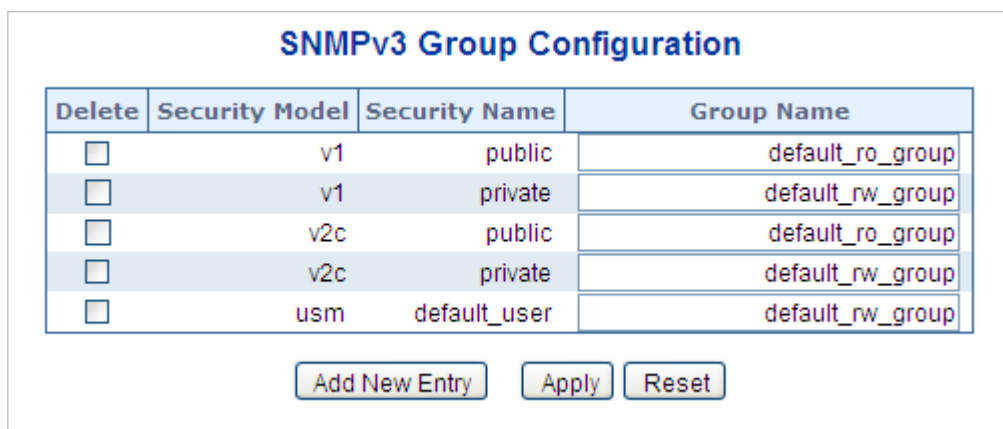 SNMPv3 Group Configuration
Delete Security Model Security Name Group Name
v1 public default_ro_group
v1 private default_rw_group
v2c public default_ro_group
v2c private default_rw_group
usm default_user default_rw_group
Add New Entry Apply Reset